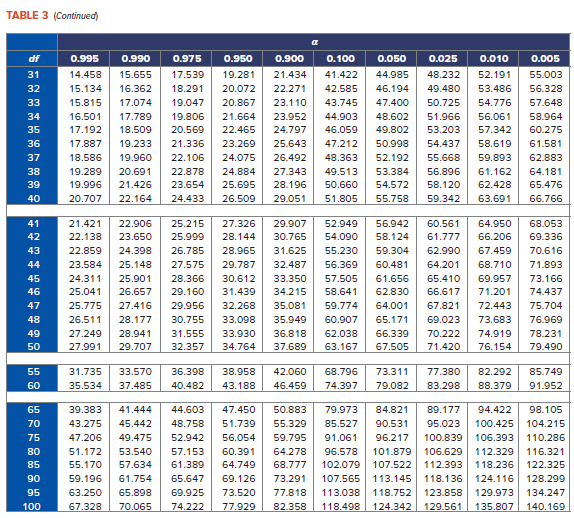 TABLE 3 (Continued)
α
df 0.995 0.990 0.975 0.950 0.900 0.100 0.050 0.025 0.010 0.005
31 14.458 15.655 17.539 19.281 21.434 41.422 44.985 48.232 52.191 55.003
32 15.134 16.362 18.291 20.072 22.271 42.585 46.194 49.480 53.486 56.328
33 15.815 17.074 19.047 20.867 23.110 43.745 47.400 50.725 54.776 57.648
34 16.501 17.789 19.806 21.664 23.952 44.903 48.602 51.966 56.061 58.964
35 17.192 18.509 20.569 22.465 24.797 46.059 49.802 53.203 57.342 60.275
36 17.887 19.233 21.336 23.269 25.643 47.212 50.998 54.437 58.619 61.581
37 18.586 19.960 22.106 24.075 26.492 48.363 52.192 55.668 59.893 62.883
38 19.289 20.691 22.878 24.884 27.343 49.513 53.384 56.896 61.162 64.181
39 19.996 21.426 23.654 25.695 28.196 50.660 54.572 58.120 62.428 65.476
40 20.707 22.164 24.433 26.509 29.051 51.805 55.758 59.342 63.691 66.766
41 21.421 22.906 25.215 27.326 29.907 52.949 56.942 60.561 64.950 68.053
42 22.138 23.650 25.999 28.144 30.765 54.090 58.124 61.777 66.206 69.336
43 22.859 24.398 26.785 28.965 31.625 55.230 59.304 62.990 67.459 70.616
44 23.584 25.148 27.575 29.787 32.487 56.369 60.481 64.201 68.710 71.893
45 24.311 25.901 28.366 30.612 33.350 57.505 61.656 65.410 69.957 73.166
46 25.041 26.657 29.160 31.439 34.215 58.641 62.830 66.617 71.201 74.437
47 25.775 27.416 29.956 32.268 35.081 59.774 64.001 67.821 72.443 75.704
48 26.511 28.177 30.755 33.098 35.949 60.907 65.171 69.023 73.683 76.969
49 27.249 28.941 31.555 33.930 36.818 62.038 66.339 70.222 74.919 78.231
50 27.991 29.707 32.357 34.764 37.689 63.167 67.505 71.420 76.154 79.490
55 31.735 33.570 36.398 38.958 42.060 68.796 73.311 77.380 82.292 85.749
60 35.534 37.485 40.482 43.188 46.459 74.397 79.082 83.298 88.379 91.952
65 39.383 41.444 44.603 47.450 50.883 79.973 84.821 89.177 94.422 98.105
70 43.275 45.442 48.758 51.739 55.329 85.527 90.531 95.023 100.425 104.215
75 47.206 49.475 52.942 56.054 59.795 91.061 96.217 100.839 106.393 110.286
80 51.172 53.540 57.153 60.391 64.278 96.578 101.879 106.629 112.329 116.321
85 55.170 57.634 61.389 64.749 68.777 102.079 107.522 112.393 118.236 122.325
90 59.196 61.754 65.647 69.126 73.291 107.565 113.145 118.136 124.116 128.299
95 63.250 65.898 69.925 73.520 77.818 113.038 118.752 123.858 129.973 134.247
100 67.328 70.065 74.222 77.929 82.358 118.498 124.342 129.561 135.807 140.169